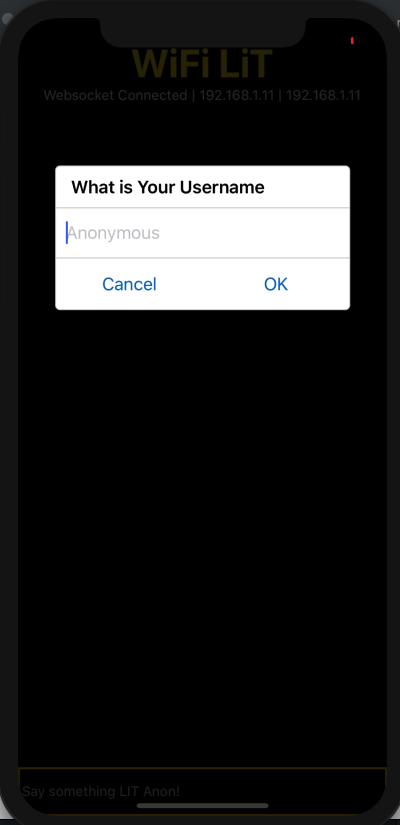 WiFi LiT
Websocket Connected | 192.168.1.11 | 192.168.1.11
What is Your Username
Anonymous
Cancel
OK
Say something LIT Anon!